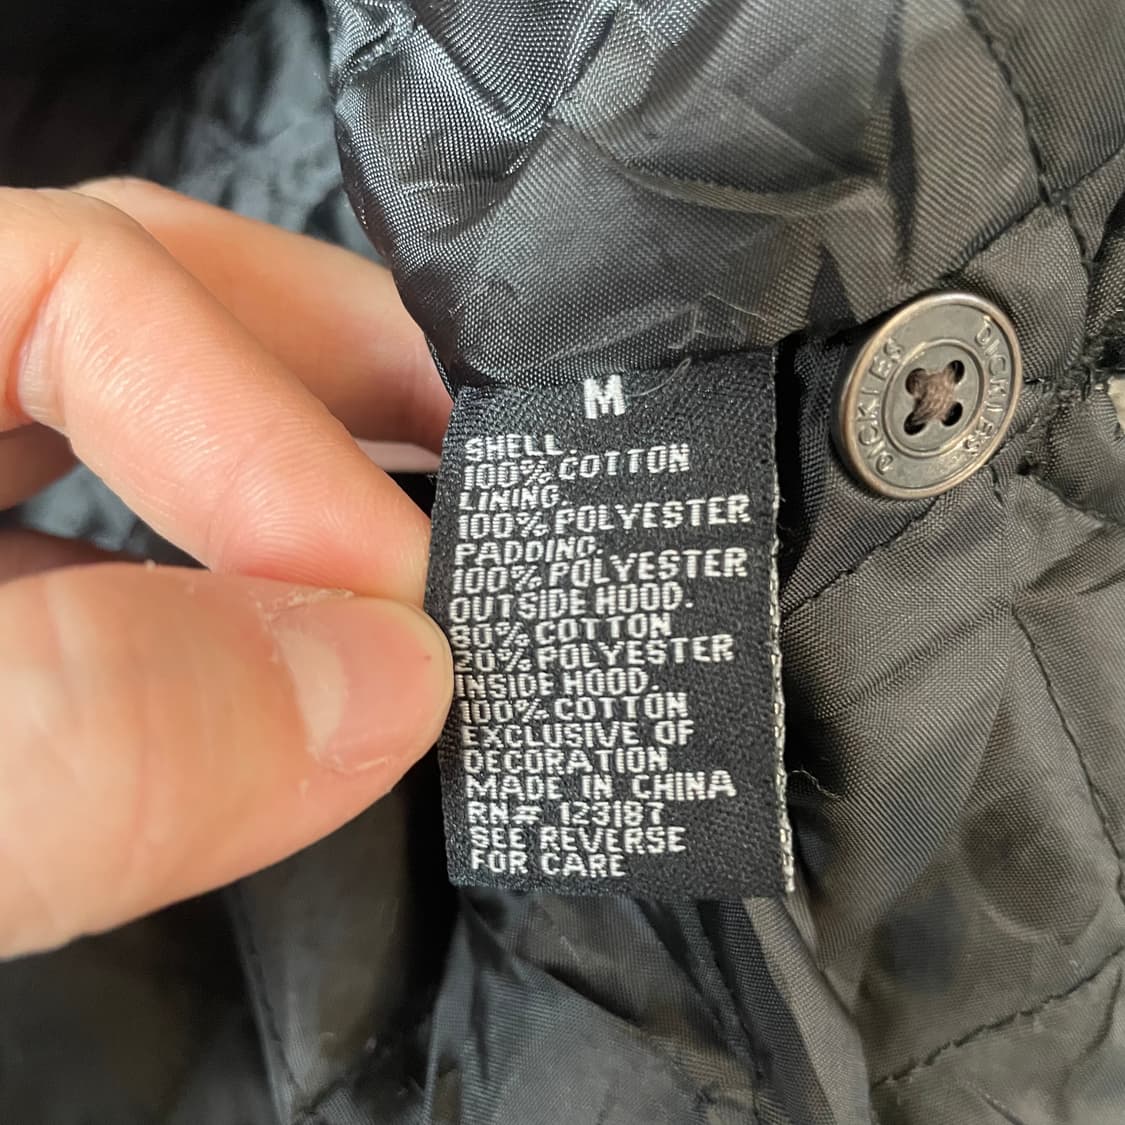 M
SHELL.
100% COTTON
LINING.
100% POLYESTER
PADDING.
100% POLYESTER
OUTSIDE HOOD.
80% COTTON
20% POLYESTER
INSIDE HOOD.
100% COTTON
EXCLUSIVE OF
DECORATION
MADE IN CHINA
RN# 123187
SEE REVERSE
FOR CARE
DICKIES
DICKIES